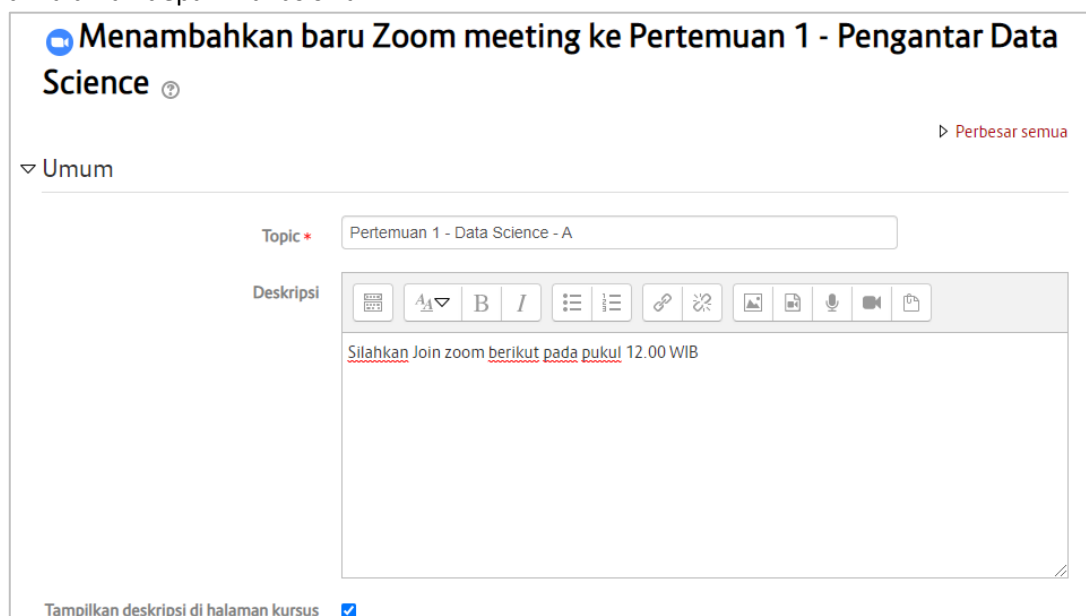 Menambahkan baru Zoom meeting ke Pertemuan 1 - Pengantar Data
Science
Perbesar semua
Umum
Topic *
Pertemuan 1 - Data Science - A
Deskripsi
Silahkan Join zoom berikut pada pukul 12.00 WIB
Tampilkan deskripsi di halaman kursus